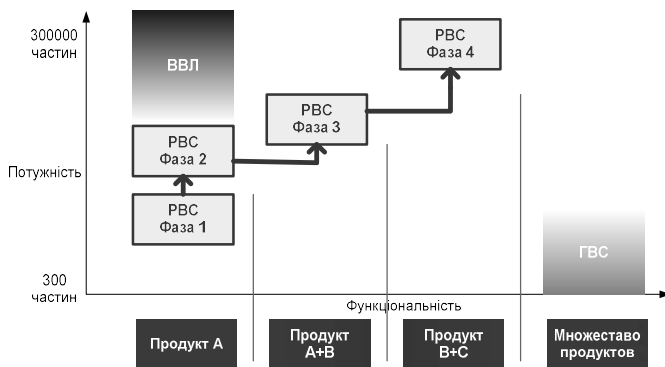 300000
частин
ВВЛ
РВС
Фаза 4
РВС
Фаза 3
РВС
Фаза 2
Потужність
РВС
Фаза 1
ГВС
300
частин
Функціональність
Продукт А
Продукт
А+В
Продукт
В+С
Множеставо
продуктов